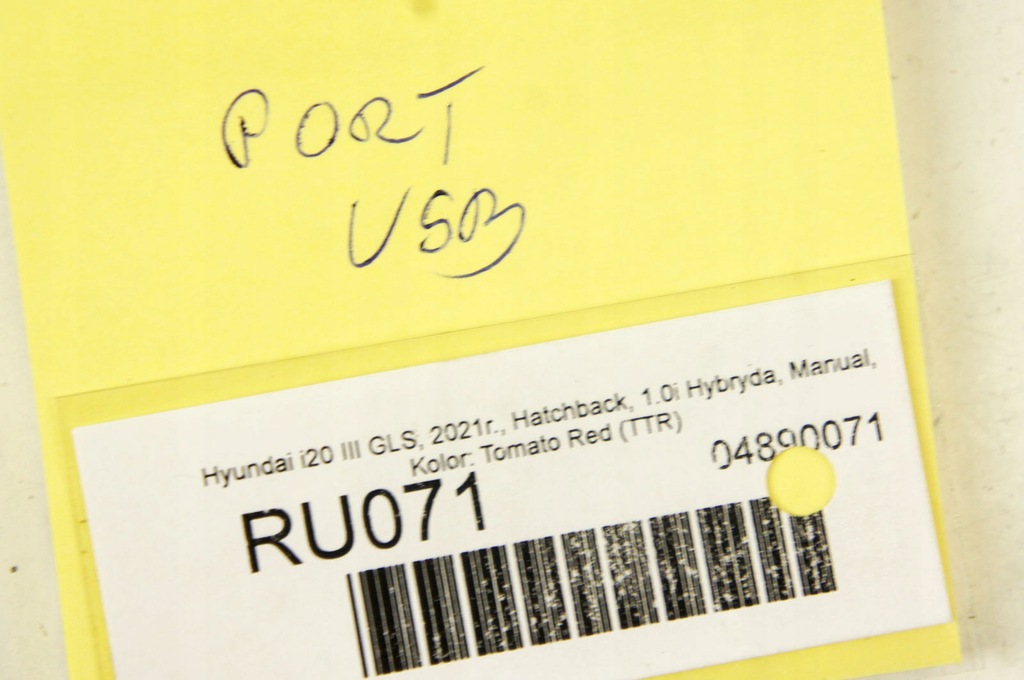 PORT
USB
Hyundai i20 III GLS, 2021r., Hatchback, 1.0i Hybryda, Manual,
Kolor: Tomato Red (TTR)
04890071
RU071